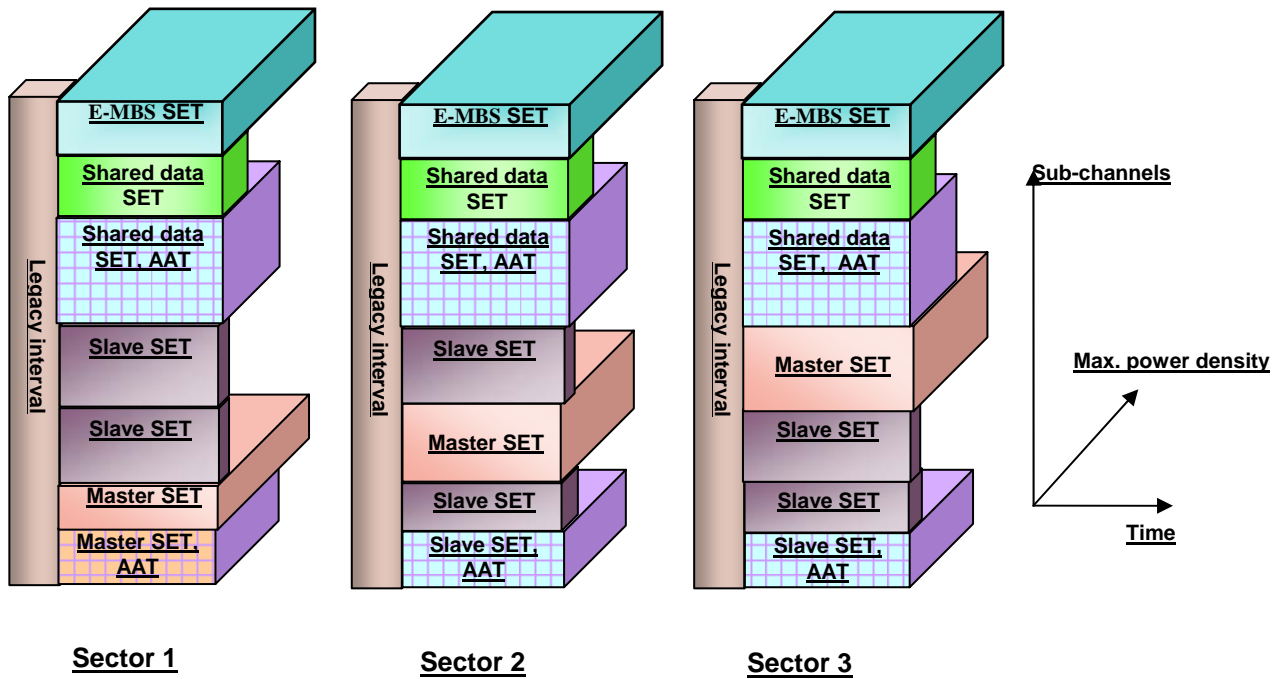 E-MBS SET
Shared data
SET
Shared data
SET, AAT
Legacy interval
Slave SET
Slave SET
Master SET
Master SET,
AAT
Sector 1
E-MBS SET
Shared data
SET
Shared data
SET, AAT
Legacy interval
Slave SET
Master SET
Slave SET
Slave SET,
AAT
Sector 2
E-MBS SET
Shared data
SET
Shared data
SET, AAT
Legacy interval
Master SET
Slave SET
Slave SET
Slave SET,
AAT
Sector 3
Sub-channels
Max. power density
Time